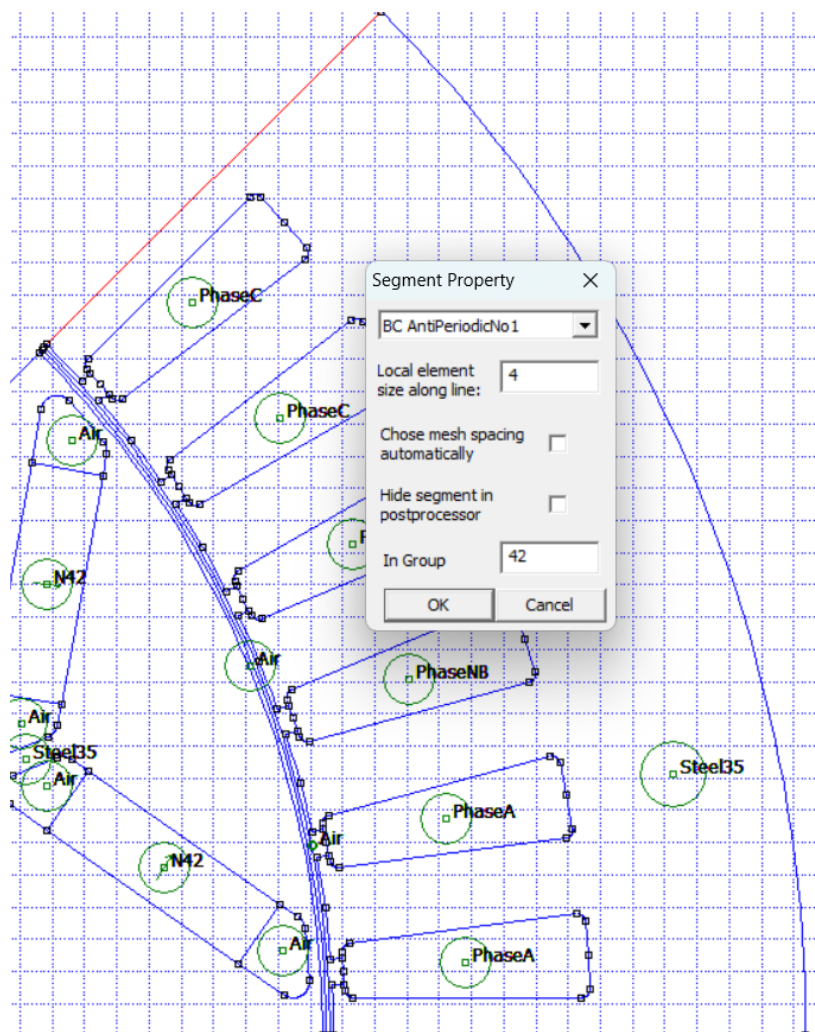 PhaseC
Segment Property
BC AntiPeriodicNo1
Local element
size along line:
4
PhaseC
Air
Chose mesh spacing
automatically
Hide segment in
postprocessor
In Group
42
N42
OK
Cancel
Air
PhaseNB
Air
Steel35
Steel35
Air
PhaseA
Air
N42
Air
PhaseA